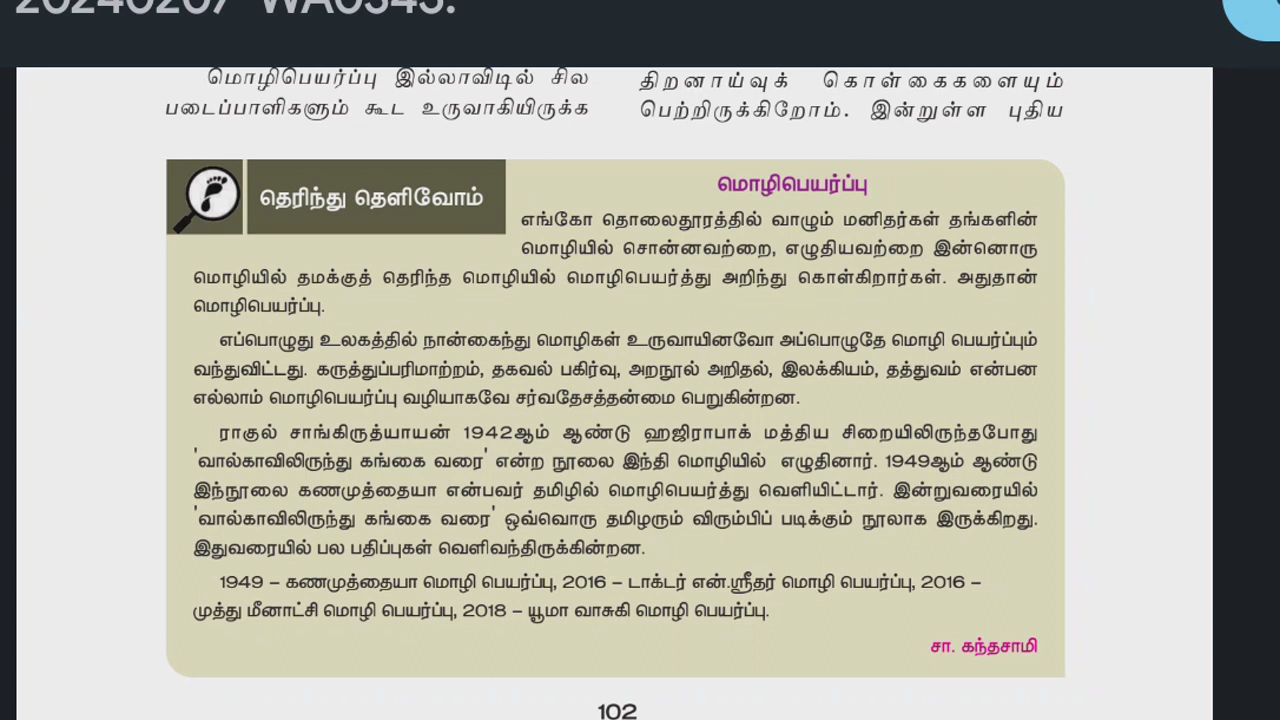 மொழிபெயர்ப்பு இல்லாவிடில் சில
படைப்பாளிகளும் கூட உருவாகியிருக்க
திறனாய்வுக் கொள்கைகளையும்
பெற்றிருக்கிறோம். இன்றுள்ள புதிய
தெரிந்து தெளிவோம்
மொழிபெயர்ப்பு
எங்கோ தொலைதூரத்தில் வாழும் மனிதர்கள் தங்களின்
மொழியில் சொன்னவற்றை, எழுதியவற்றை இன்னொரு
மொழியில் தமக்குத் தெரிந்த மொழியில் மொழிபெயர்த்து அறிந்து கொள்கிறார்கள். அதுதான்
மொழிபெயர்ப்பு.
எப்பொழுது உலகத்தில் நான்கைந்து மொழிகள் உருவாயினவோ அப்பொழுதே மொழி பெயர்ப்பும்
வந்துவிட்டது. கருத்துப்பரிமாற்றம், தகவல் பகிர்வு, அறநூல் அறிதல், இலக்கியம், தத்துவம் என்பன
எல்லாம் மொழிபெயர்ப்பு வழியாகவே சர்வதேசத்தன்மை பெறுகின்றன.
ராகுல் சாங்கிருத்யாயன் 1942ஆம் ஆண்டு ஹஜிராபாக் மத்திய சிறையிலிருந்தபோது
'வால்காவிலிருந்து கங்கை வரை' என்ற நூலை இந்தி மொழியில் எழுதினார். 1949ஆம் ஆண்டு
இந்நூலை கணமுத்தையா என்பவர் தமிழில் மொழிபெயர்த்து வெளியிட்டார். இன்றுவரையில்
'வால்காவிலிருந்து கங்கை வரை' ஒவ்வொரு தமிழரும் விரும்பிப் படிக்கும் நூலாக இருக்கிறது.
இதுவரையில் பல பதிப்புகள் வெளிவந்திருக்கின்றன.
1949 – கணமுத்தையா மொழி பெயர்ப்பு, 2016 – டாக்டர் என்.ஸ்ரீதர் மொழி பெயர்ப்பு, 2016 –
முத்து மீனாட்சி மொழி பெயர்ப்பு, 2018 – யூமா வாசுகி மொழி பெயர்ப்பு.
சா. கந்தசாமி
102